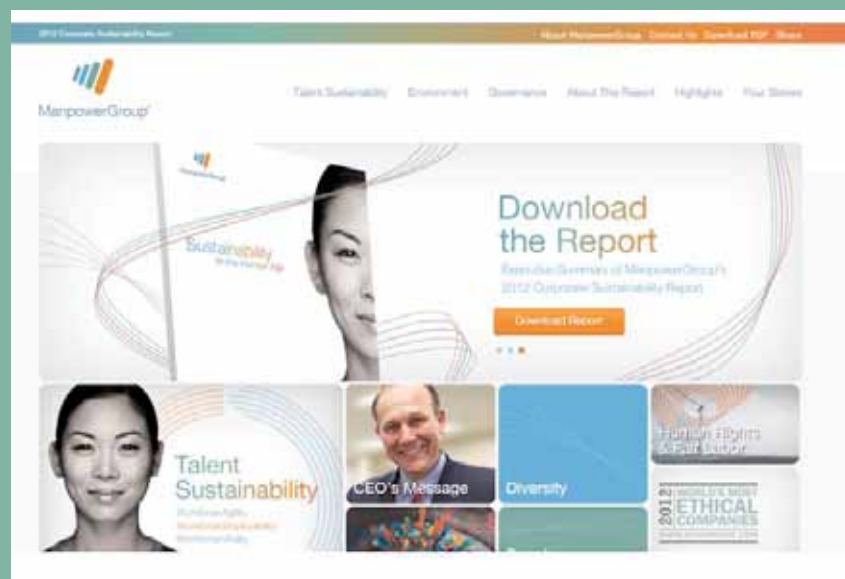 2012 Corporate Sustainability Report
About ManpowerGroup Contact Us Download PDF Share
ManpowerGroup
Talent Sustainability Environment Governance About The Report Highlights Your Stories
ManpowerGroup
Sustainability
Download
the Report
Executive Summary of ManpowerGroup's
2012 Corporate Sustainability Report
Download Report
Talent
Sustainability
CEO's Message
Diversity
Human Rights
& Fair Labor
2012
WORLD'S MOST
ETHICAL
COMPANIES